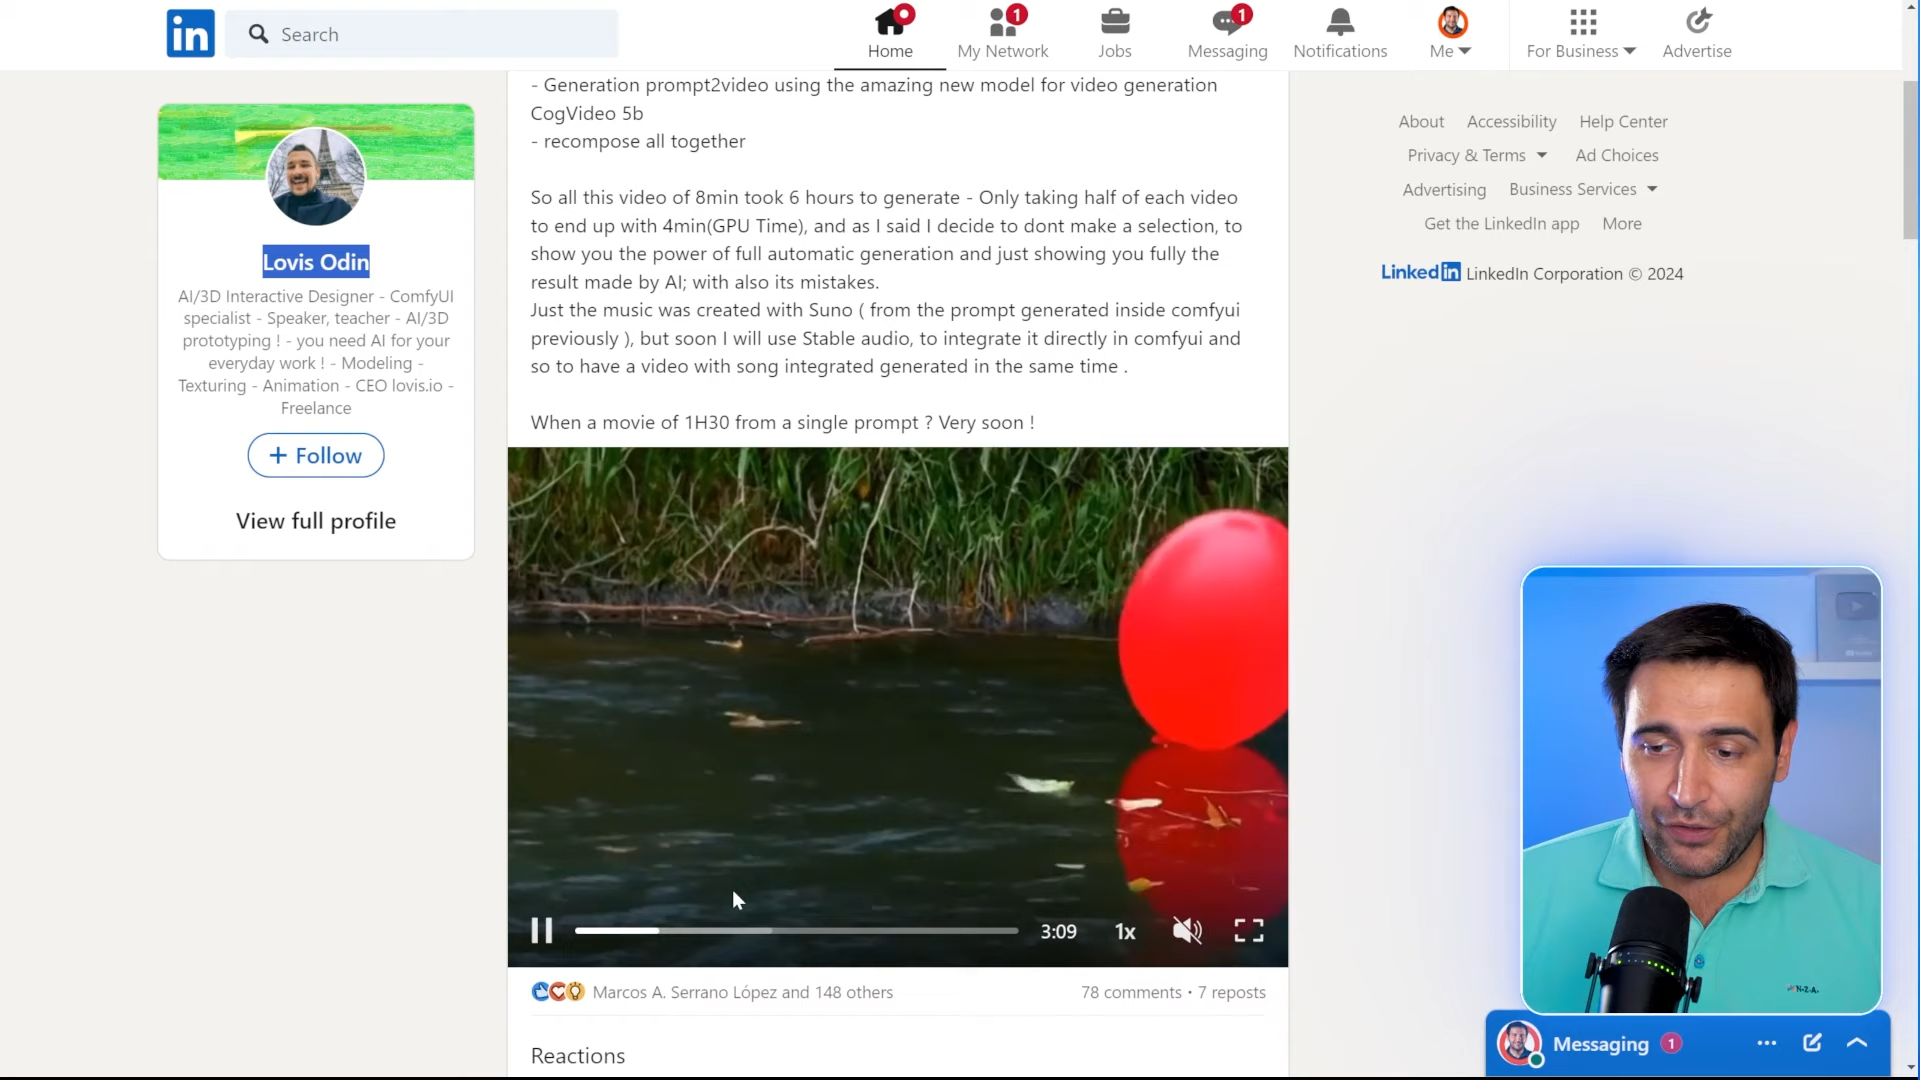 in Search
Home
My Network
1
Jobs
Messaging
1
Notifications
Me
For Business
Advertise
Lovis Odin
AI/3D Interactive Designer - ComfyUI
specialist - Speaker, teacher - AI/3D
prototyping ! - you need AI for your
everyday work ! - Modeling -
Texturing - Animation - CEO lovis.io -
Freelance
+ Follow
View full profile
- Generation prompt2video using the amazing new model for video generation
CogVideo 5b
- recompose all together
So all this video of 8min took 6 hours to generate - Only taking half of each video
to end up with 4min(GPU Time), and as I said I decide to dont make a selection, to
show you the power of full automatic generation and just showing you fully the
result made by AI; with also its mistakes.
Just the music was created with Suno ( from the prompt generated inside comfyui
previously ), but soon I will use Stable audio, to integrate it directly in comfyui and
so to have a video with song integrated generated in the same time .
When a movie of 1H30 from a single prompt ? Very soon !
3:09 1x
Marcos A. Serrano López and 148 others
78 comments • 7 reposts
Reactions
About Accessibility Help Center
Privacy & Terms Ad Choices
Advertising Business Services
Get the LinkedIn app More
LinkedIn LinkedIn Corporation © 2024
N.Z.A.
Messaging 1